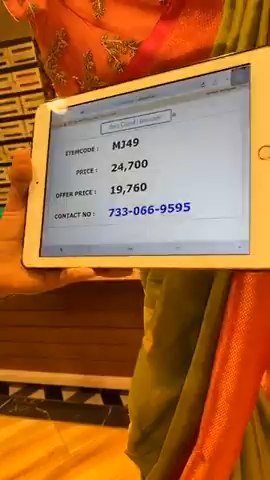 ITEMCODE : MJ49
PRICE : 24,700
OFFER PRICE : 19,760
CONTACT NO : 733-066-9595